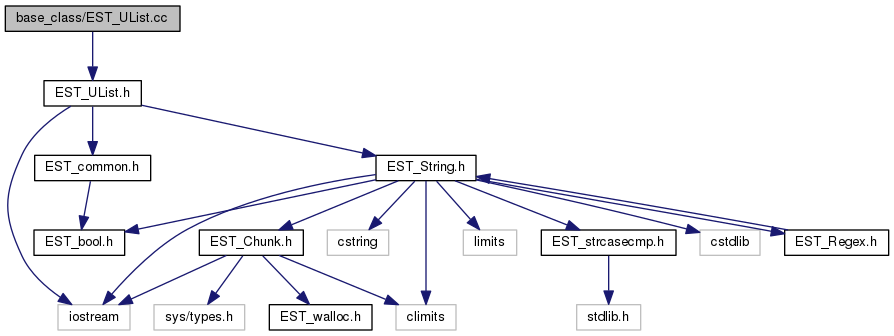 base_class/EST_UList.cc
EST_UList.h
EST_common.h
EST_String.h
EST_bool.h
EST_Chunk.h
cstring
limits
EST_strcasecmp.h
cstdlib
EST_Regex.h
iostream
sys/types.h
EST_walloc.h
climits
stdlib.h